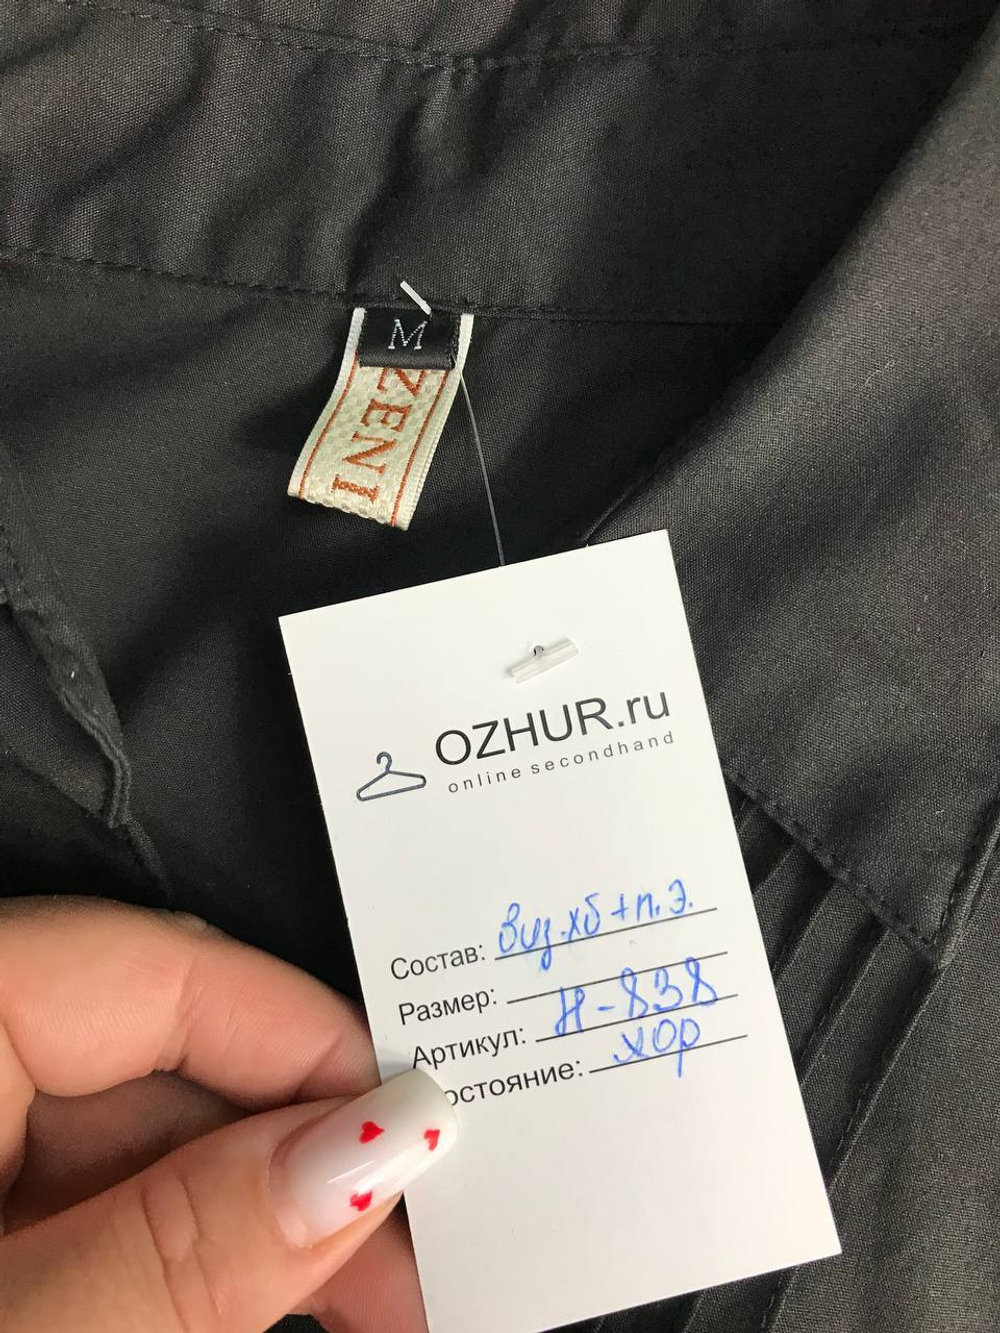 M
ZENI
OZHUR.ru
online secondhand
Состав: виз.хб+п.э.
Размер:
Артикул: Н-838
остояние: хор